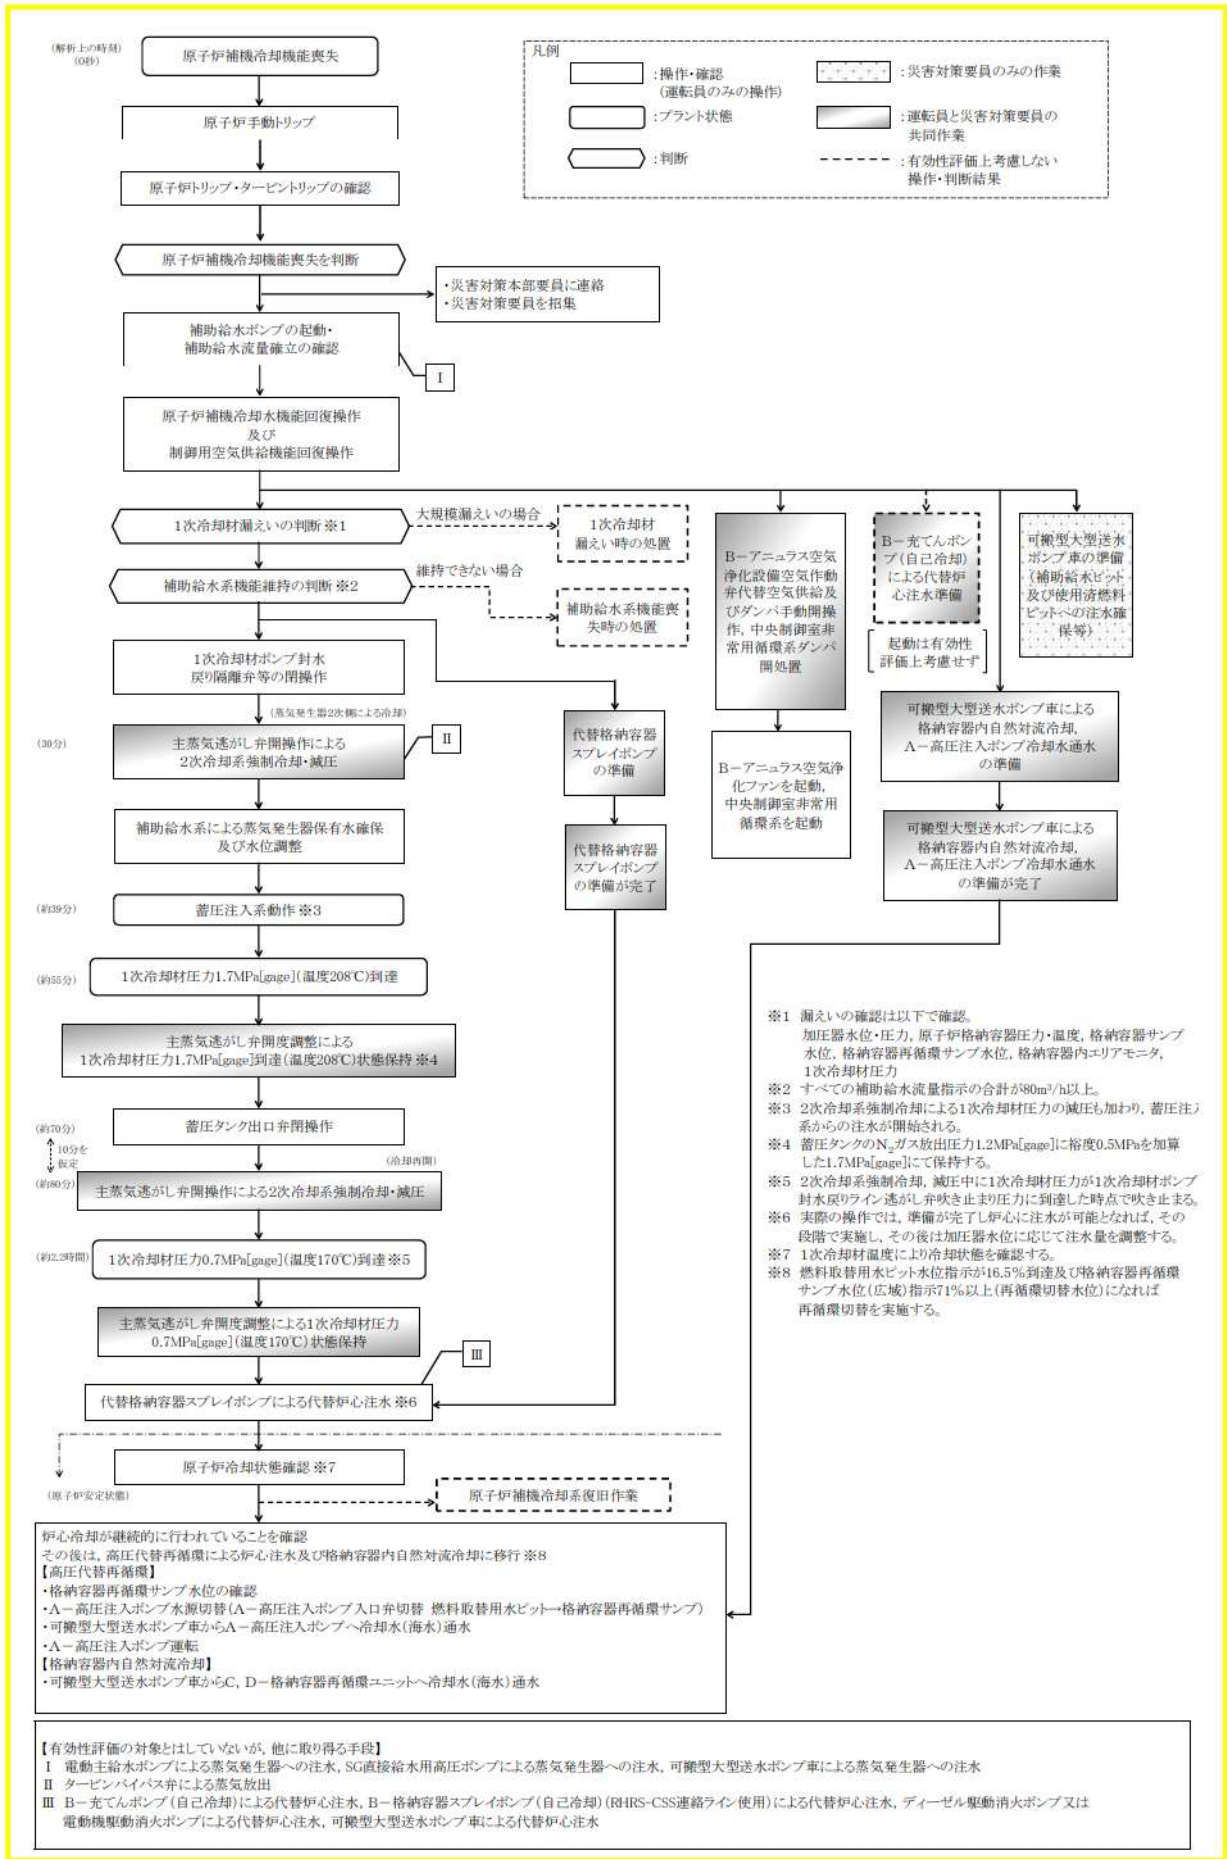 (解析上の時刻)
(0秒)
原子炉補機冷却機能喪失
凡例
:操作・確認
(運転員のみの操作)
:プラント状態
:判断
:災害対策要員のみの作業
:運転員と災害対策要員の
共同作業
:有効性評価上考慮しない
操作・判断結果
原子炉手動トリップ
原子炉トリップ・タービントリップの確認
原子炉補機冷却機能喪失を判断
・災害対策本部要員に連絡
・災害対策要員を招集
補助給水ポンプの起動・
補助給水流量確立の確認
I
原子炉補機冷却水機能回復操作
及び
制御用空気供給機能回復操作
1次冷却材漏えいの判断※1
大規模漏えいの場合
1次冷却材
漏えい時の処置
補助給水系機能維持の判断※2
維持できない場合
補助給水系機能喪
失時の処置
B-アニュラス空気
浄化設備空気作動
弁代替空気供給及
びダンパ手動開操
作,中央制御室非
常用循環系ダンパ
開処置
B-充てんポン
プ(自己冷却)
による代替炉
心注水準備
起動は有効性
評価上考慮せず
可搬型大型送水
ポンプ車の準備
(補助給水ピット
及び使用済燃料
ピットへの注水確
保等)
1次冷却材ポンプ封水
戻り隔離弁等の閉操作
(蒸気発生器2次側による冷却)
(30分)
主蒸気逃がし弁開操作による
2次冷却系強制冷却・減圧
II
代替格納容器
スプレイポンプ
の準備
B-アニュラス空気浄
化ファンを起動,
中央制御室非常用
循環系を起動
可搬型大型送水ポンプ車による
格納容器内自然対流冷却,
A-高圧注入ポンプ冷却水通水
の準備
補助給水系による蒸気発生器保有水確保
及び水位調整
代替格納容器
スプレイポンプ
の準備が完了
可搬型大型送水ポンプ車による
格納容器内自然対流冷却,
A-高圧注入ポンプ冷却水通水
の準備が完了
(約39分)
蓄圧注入系動作※3
(約55分)
1次冷却材圧力1.7MPa[gage](温度208℃)到達
主蒸気逃がし弁開度調整による
1次冷却材圧力1.7MPa[gage]到達(温度208℃)状態保持※4
(約70分)
蓄圧タンク出口弁閉操作
10分を
仮定
(冷却再開)
(約80分)
主蒸気逃がし弁開操作による2次冷却系強制冷却・減圧
(約2.2時間)
1次冷却材圧力0.7MPa[gage](温度170℃)到達※5
主蒸気逃がし弁開度調整による1次冷却材圧力
0.7MPa[gage](温度170℃)状態保持
III
代替格納容器スプレイポンプによる代替炉心注水※6
※1 漏えいの確認は以下で確認。
加圧器水位・圧力,原子炉格納容器圧力・温度,格納容器サンプ
水位,格納容器再循環サンプ水位,格納容器内エリアモニタ,
1次冷却材圧力
※2 すべての補助給水流量指示の合計が80m³/h以上。
※3 2次冷却系強制冷却による1次冷却材圧力の減圧も加わり,蓄圧注入
系からの注水が開始される。
※4 蓄圧タンクのN₂ガス放出圧力1.2MPa[gage]に裕度0.5MPaを加算
した1.7MPa[gage]にて保持する。
※5 2次冷却系強制冷却,減圧中に1次冷却材圧力が1次冷却材ポンプ
封水戻りライン逃がし弁吹き止まり圧力に到達した時点で吹き止まる。
※6 実際の操作では,準備が完了し炉心に注水が可能となれば,その
段階で実施し,その後は加圧器水位に応じて注水量を調整する。
※7 1次冷却材温度により冷却状態を確認する。
※8 燃料取替用水ピット水位指示が16.5%到達及び格納容器再循環
サンプ水位(広域)指示71%以上(再循環切替水位)になれば
再循環切替を実施する。
原子炉冷却状態確認※7
(原子炉安定状態)
原子炉補機冷却系復旧作業
炉心冷却が継続的に行われていることを確認
その後は,高圧代替再循環による炉心注水及び格納容器内自然対流冷却に移行※8
【高圧代替再循環】
・格納容器再循環サンプ水位の確認
・A-高圧注入ポンプ水源切替(A-高圧注入ポンプ入口弁切替 燃料取替用水ピット→格納容器再循環サンプ)
・可搬型大型送水ポンプ車からA-高圧注入ポンプへ冷却水(海水)通水
・A-高圧注入ポンプ運転
【格納容器内自然対流冷却】
・可搬型大型送水ポンプ車からC,D-格納容器再循環ユニットへ冷却水(海水)通水
【有効性評価の対象とはしていないが,他に取り得る手段】
I 電動主給水ポンプによる蒸気発生器への注水,SG直接給水用高圧ポンプによる蒸気発生器への注水,可搬型大型送水ポンプ車による蒸気発生器への注水
II タービンバイパス弁による蒸気放出
III B-充てんポンプ(自己冷却)による代替炉心注水,B-格納容器スプレイポンプ(自己冷却)(RHRS-CSS連絡ライン使用)による代替炉心注水,ディーゼル駆動消火ポンプ又は
電動機駆動消火ポンプによる代替炉心注水,可搬型大型送水ポンプ車による代替炉心注水